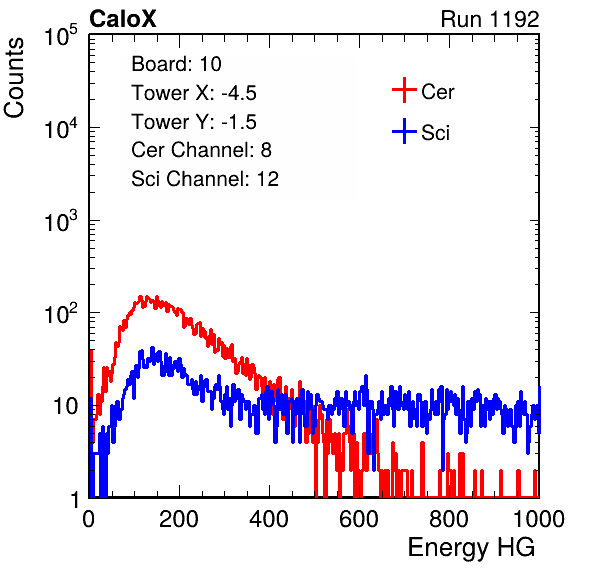 CaloX Run 1192
Counts
10^5
10^4
10^3
10^2
10
1
Board: 10
Tower X: -4.5
Tower Y: -1.5
Cer Channel: 8
Sci Channel: 12
Cer
Sci
0 200 400 600 800 1000
Energy HG